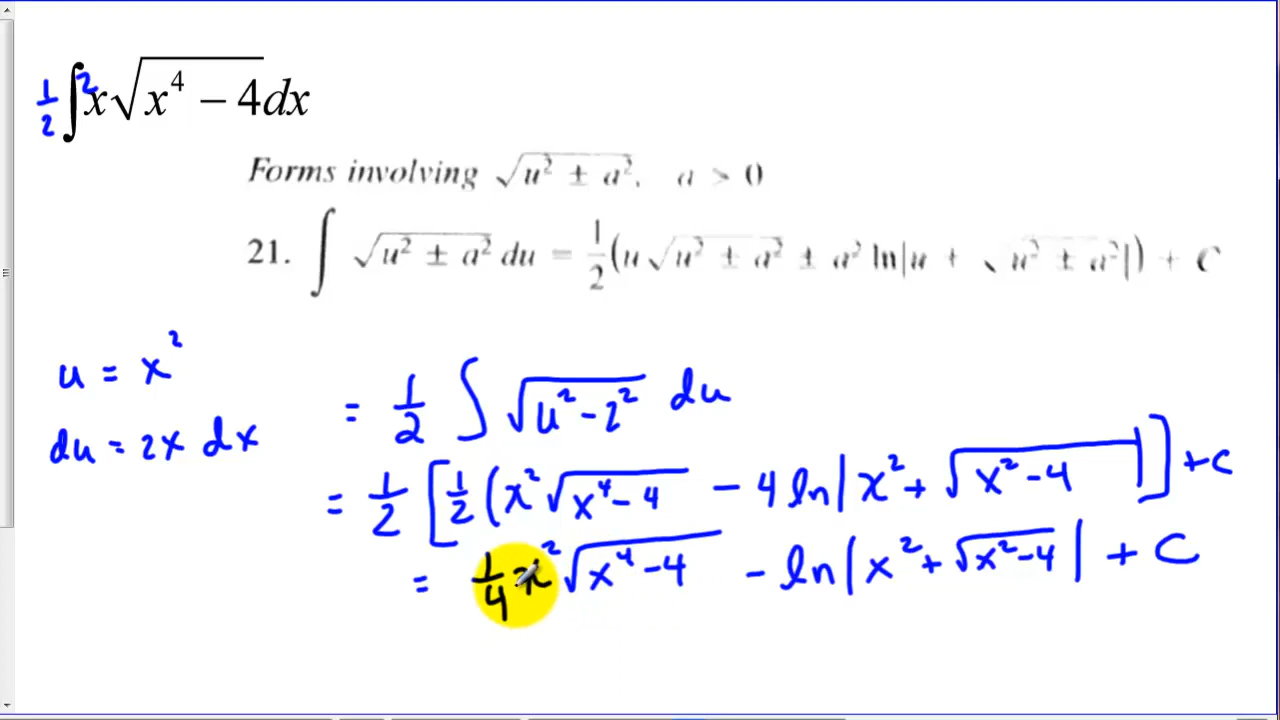 ½∫2x√(x⁴ − 4)dx
Forms involving √(u² ± a²), a > 0
21. ∫ √(u² ± a²) du = ½(u√(u² ± a²) ± a² ln|u + √(u² ± a²)|) + C
u = x²
du = 2x dx
= ½ ∫ √(u² − 2²) du
= ½ [½ (x² √(x⁴ − 4) − 4 ln|x² + √(x² − 4)|] + C
= ¼ x² √(x⁴ − 4) − ln|x² + √(x² − 4)| + C